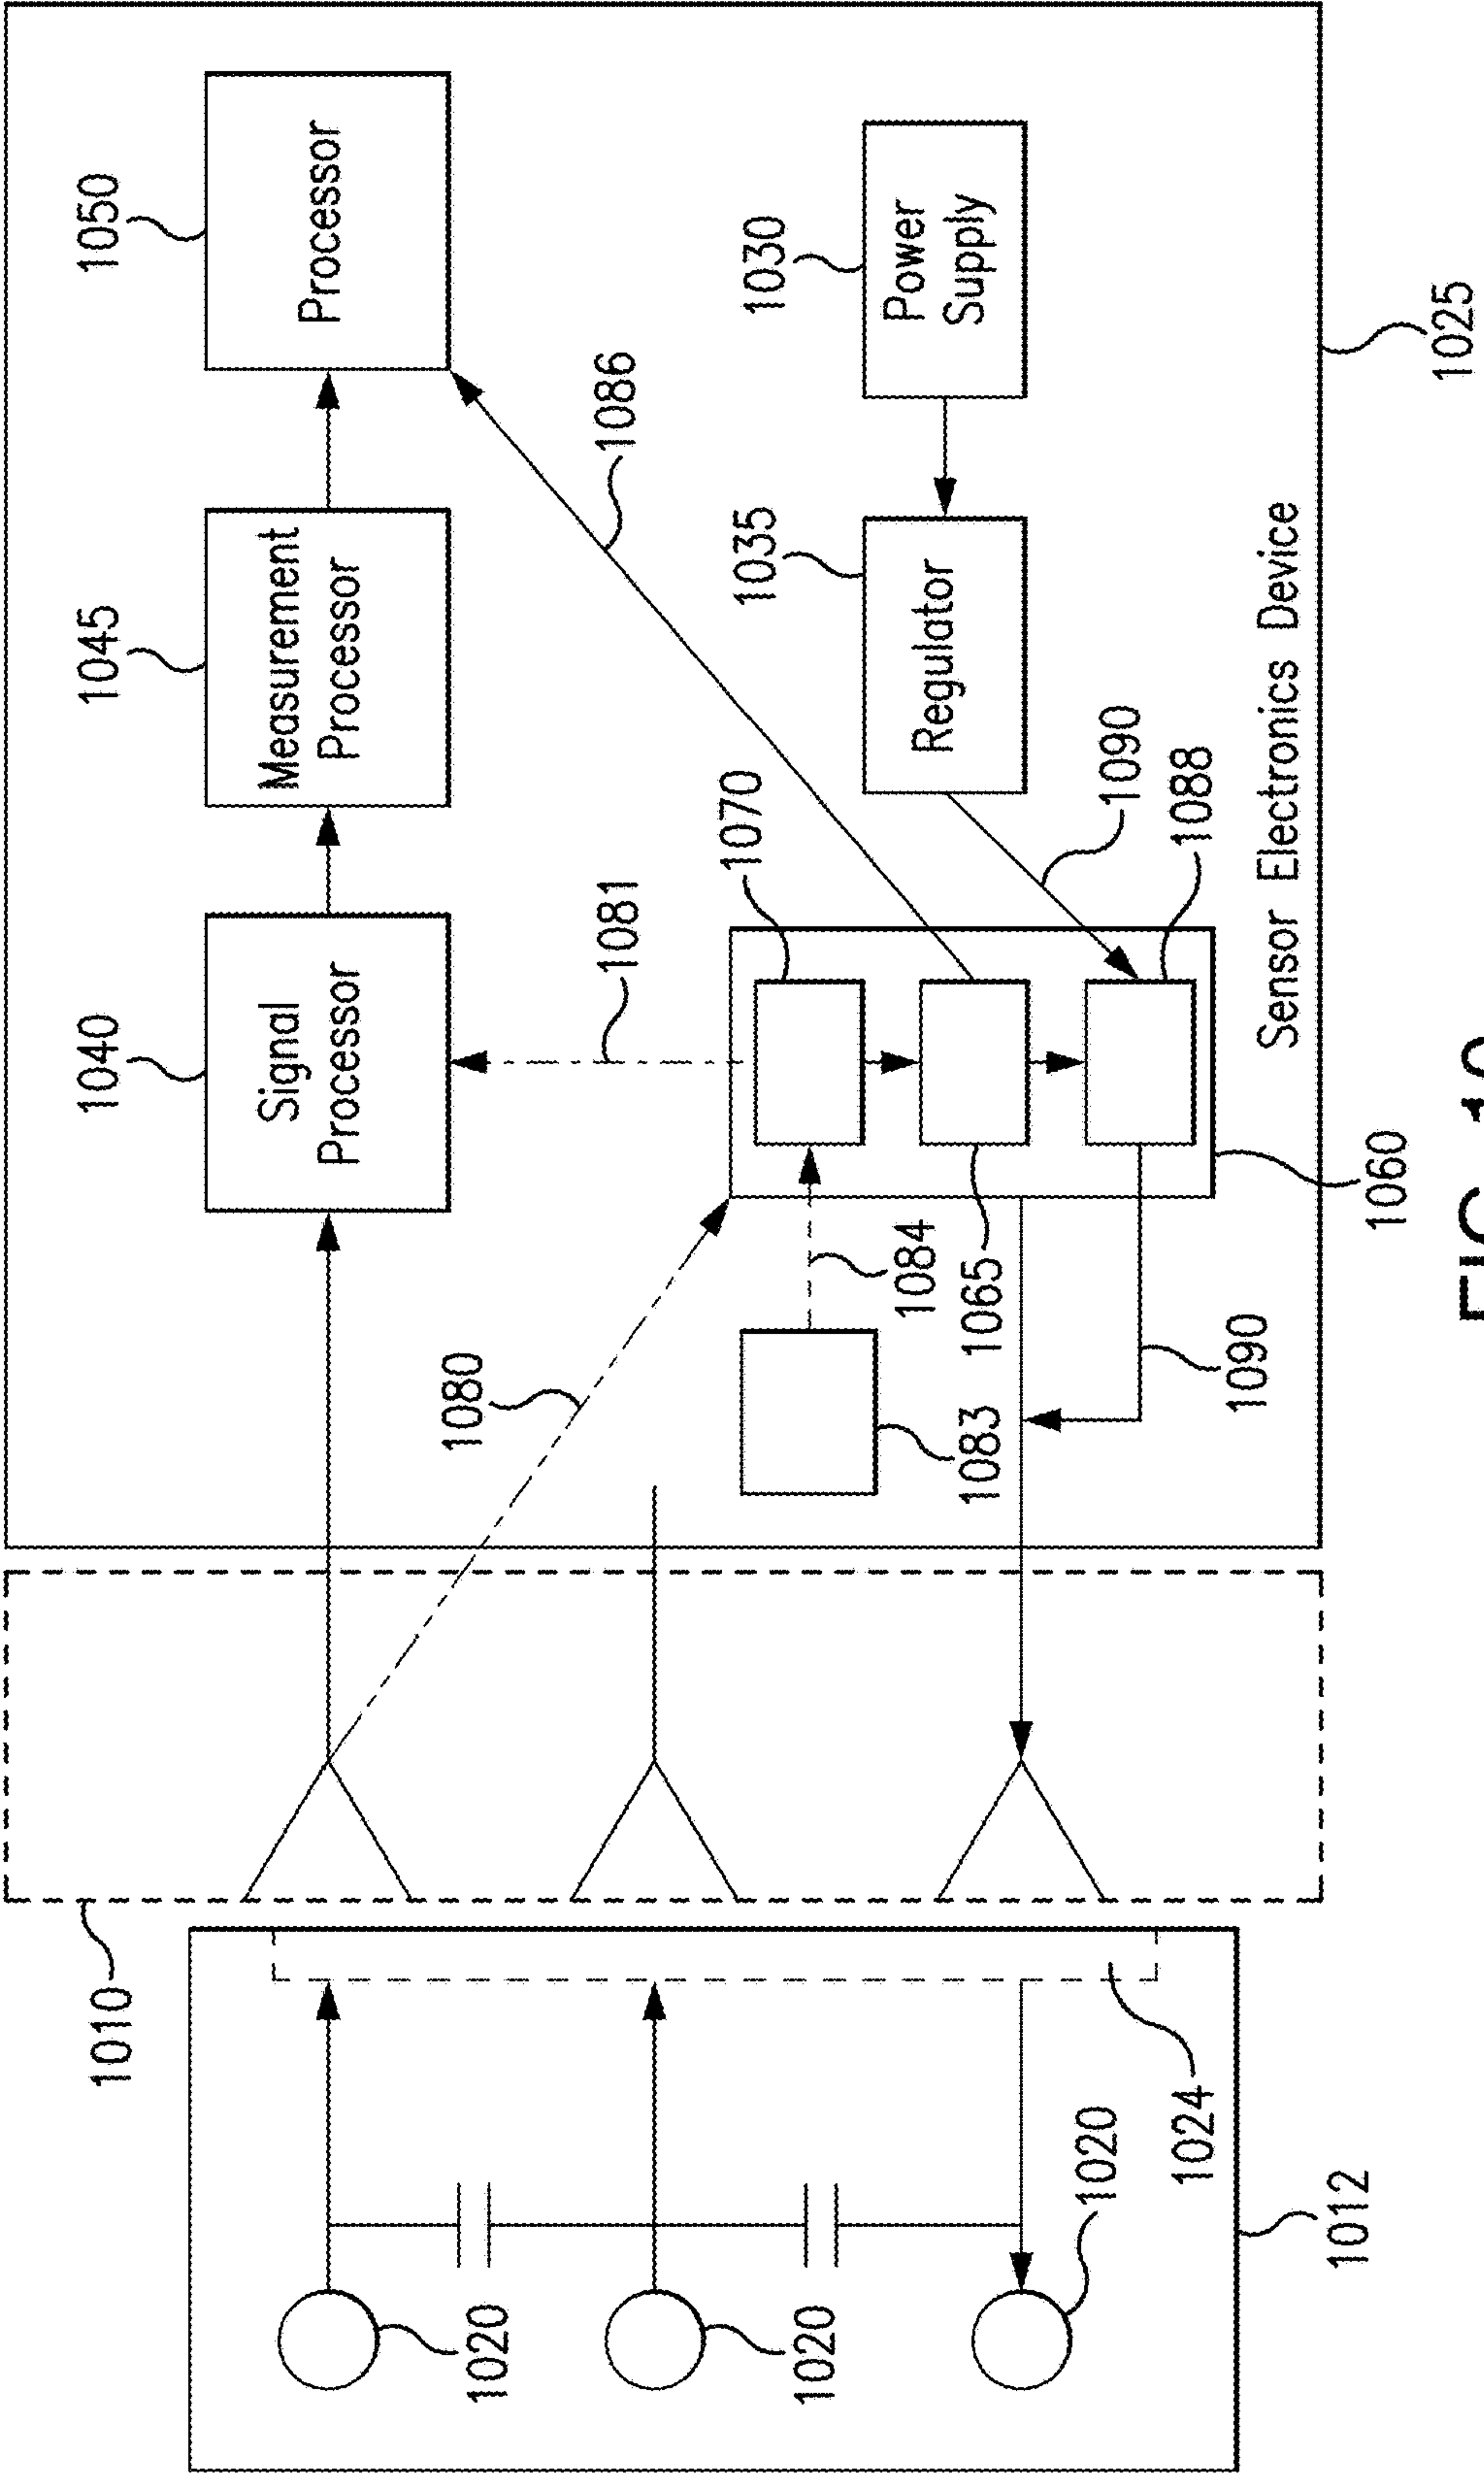 1010
1040
1045
1050
Signal
Processor
Measurement
Processor
Processor
1020
1080
1081
1086
1070
1035
1030
1020
1083
1084
1065
Regulator
Power
Supply
1020
1024
1090
1090
1088
Sensor Electronics Device
1012
1060
1025